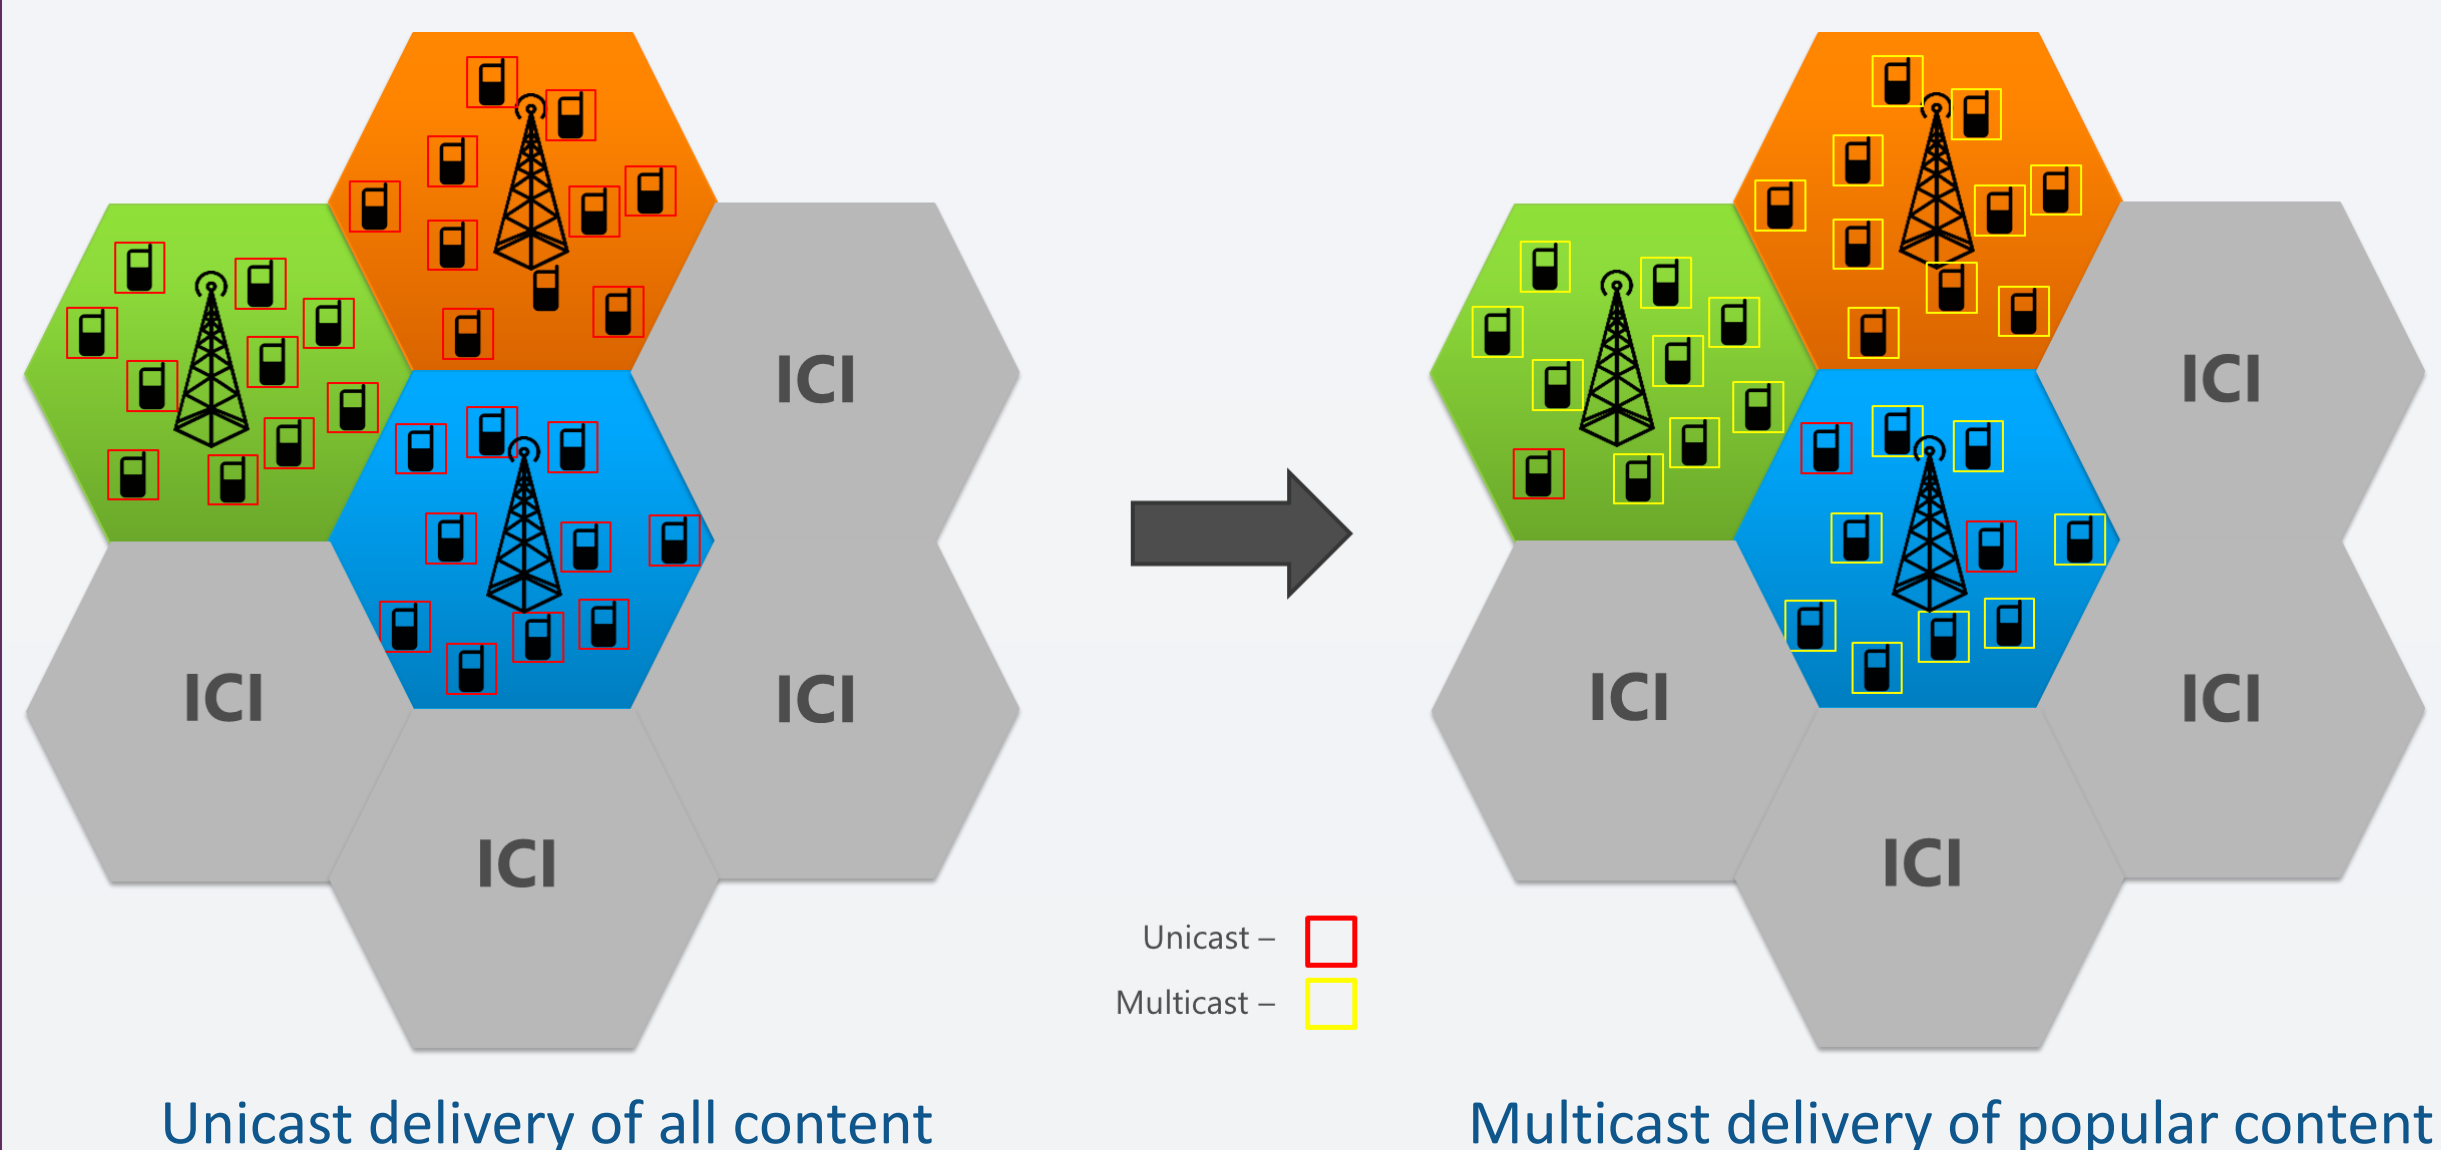 ICI
ICI
ICI
ICI
Unicast delivery of all content
Unicast –
Multicast –
ICI
ICI
ICI
ICI
Multicast delivery of popular content